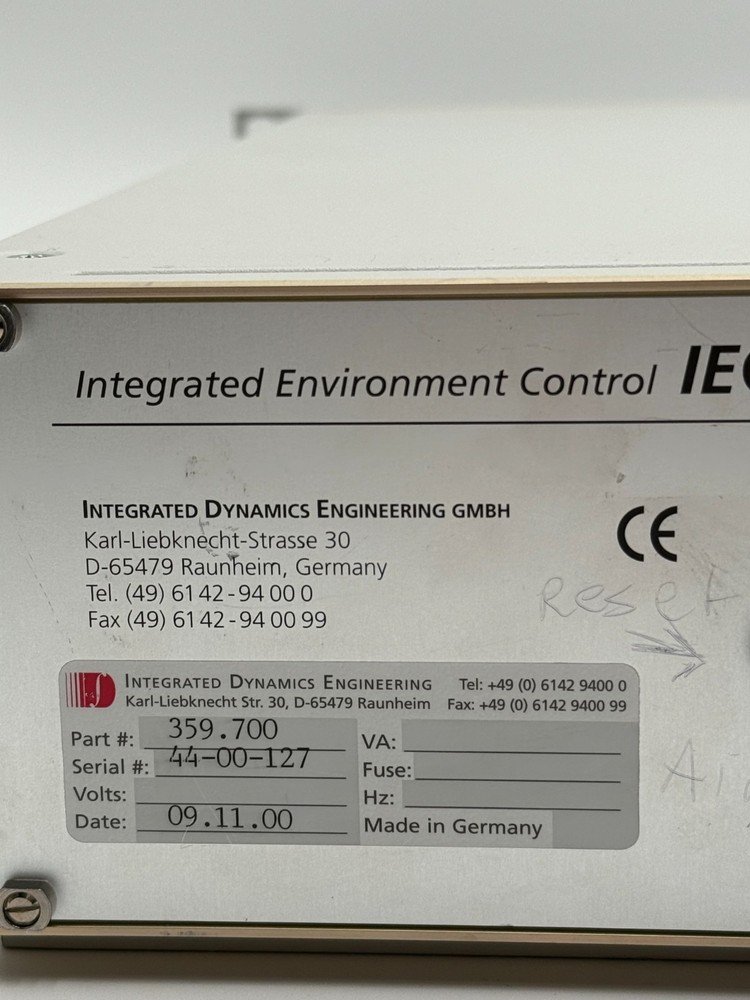 Integrated Environment Control IEC
INTEGRATED DYNAMICS ENGINEERING GMBH
Karl-Liebknecht-Strasse 30
D-65479 Raunheim, Germany
Tel. (49) 61 42 - 94 00 0
Fax (49) 61 42 - 94 00 99
CE
Reset
INTEGRATED DYNAMICS ENGINEERING Tel: +49 (0) 6142 9400 0
Karl-Liebknecht Str. 30, D-65479 Raunheim Fax: +49 (0) 6142 9400 99
Part #: 359.700 VA:
Serial #: 44-00-127 Fuse:
Volts: Hz:
Date: 09.11.00 Made in Germany